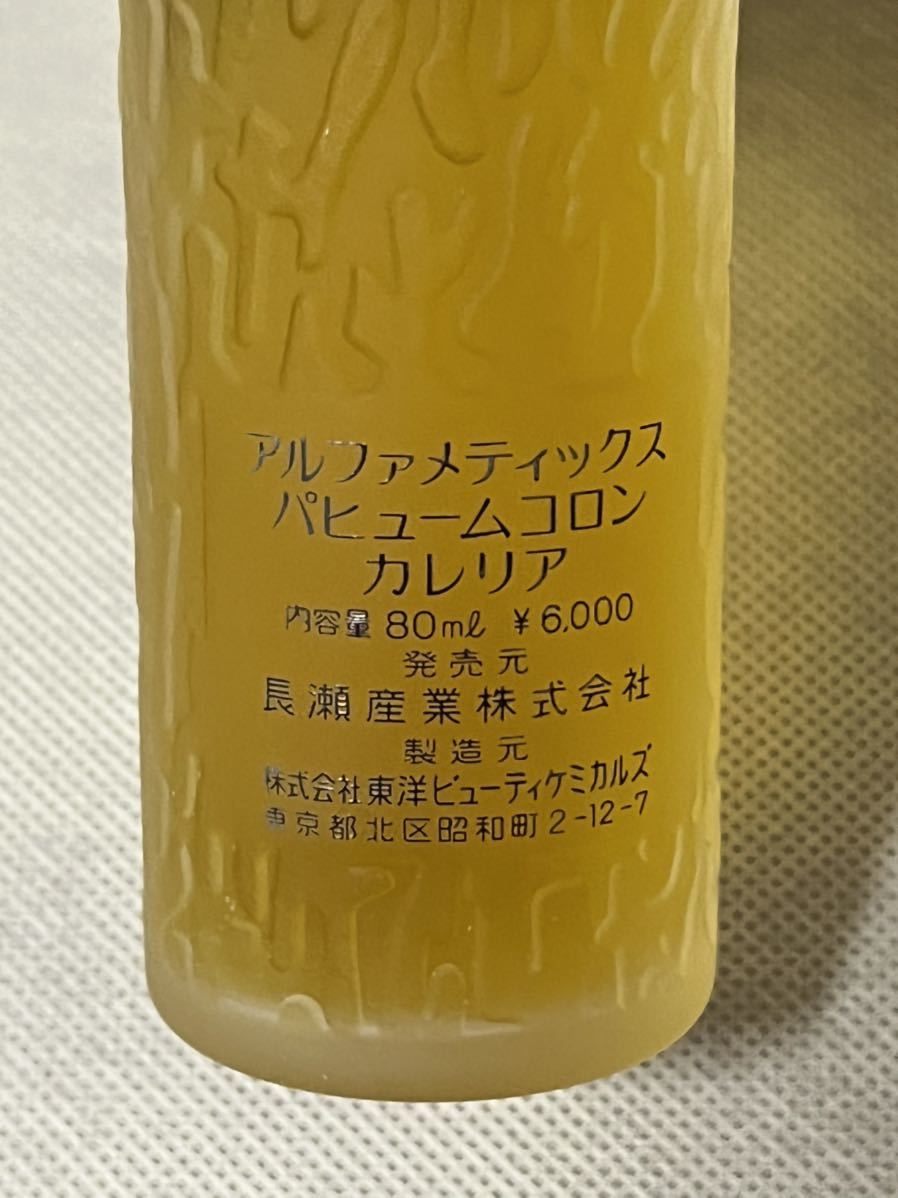 アルファメティックス
パヒュームコロン
カレリア
内容量 80ml ¥6,000
発売元
長瀬産業株式会社
製造元
株式会社東洋ビューティケミカルズ
東京都北区昭和町2-12-7